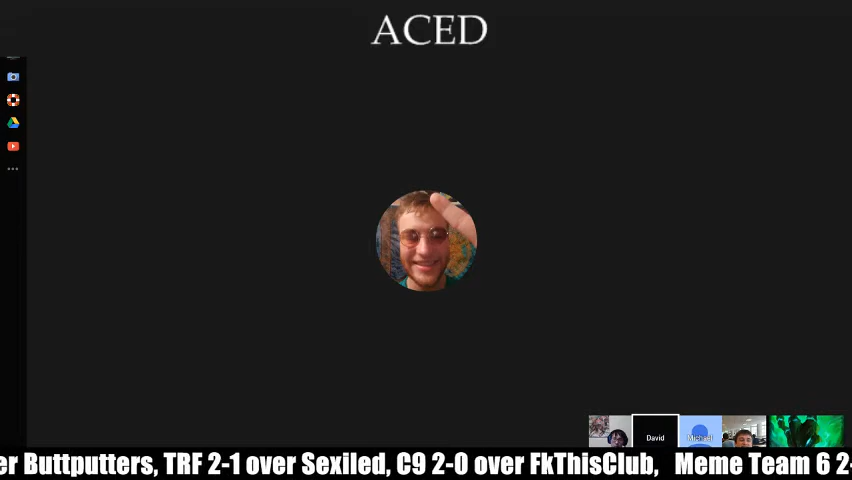 ACED
David
Michael
er Buttputters, TRF 2-1 over Sexiled, C9 2-0 over FkThisClub, Meme Team 6 2-